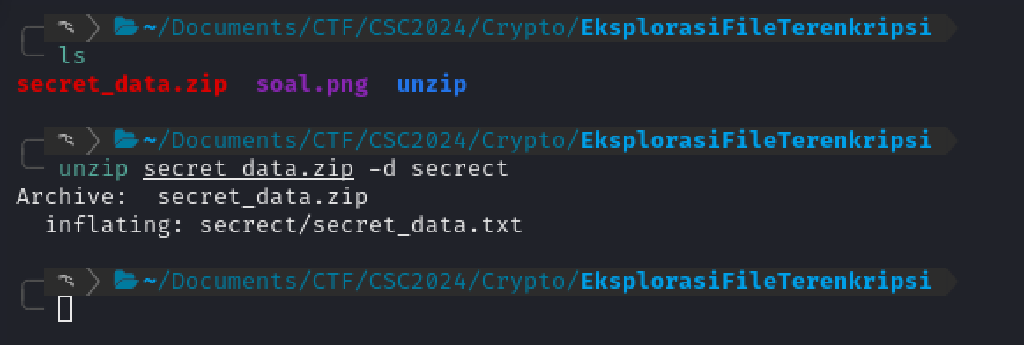 ~/Documents/CTF/CSC2024/Crypto/EksplorasiFileTerenkripsi
ls
secret_data.zip soal.png unzip
~/Documents/CTF/CSC2024/Crypto/EksplorasiFileTerenkripsi
unzip secret_data.zip -d secrect
Archive:  secret_data.zip
  inflating: secrect/secret_data.txt
~/Documents/CTF/CSC2024/Crypto/EksplorasiFileTerenkripsi